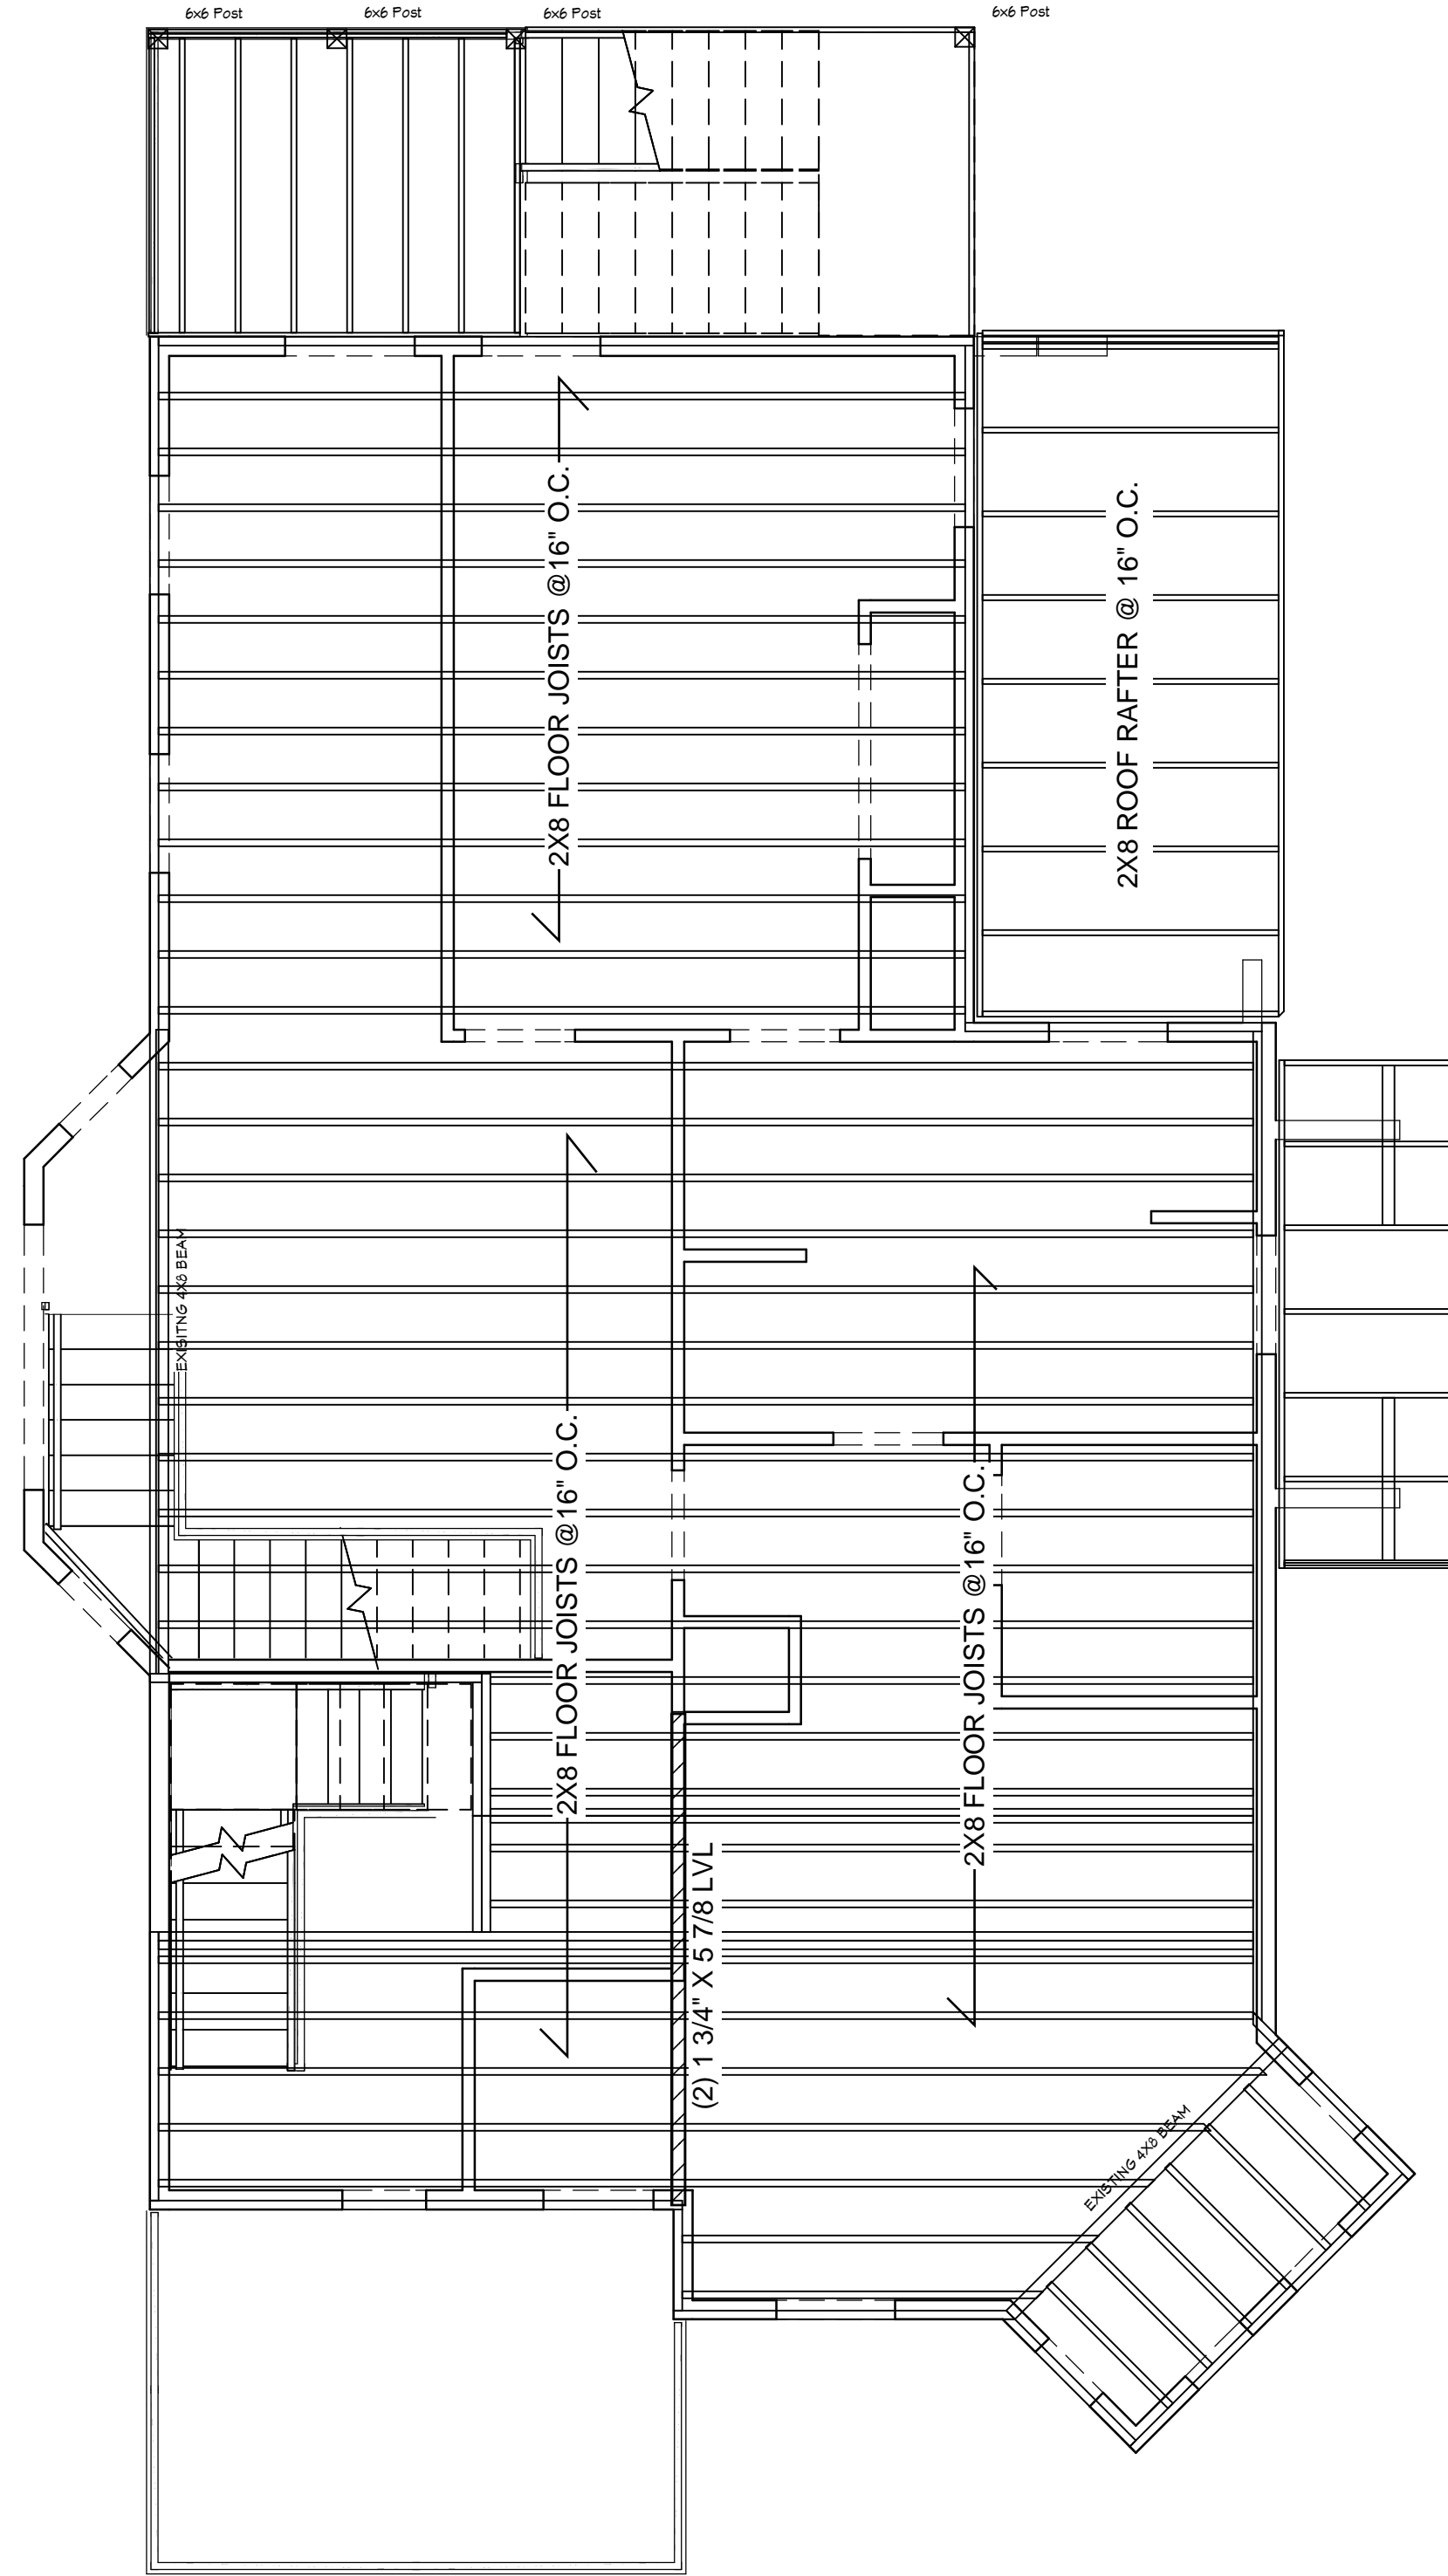 6x6 Post
6x6 Post
6x6 Post
6x6 Post
2X8 FLOOR JOISTS @16" O.C.
2X8 ROOF RAFTER @ 16" O.C.
EXISITNG 4X8 BEAM
2X8 FLOOR JOISTS @16" O.C.
2X8 FLOOR JOISTS @16" O.C.
(2) 1 3/4" X 5 7/8 LVL
EXISTING 4X8 BEAM